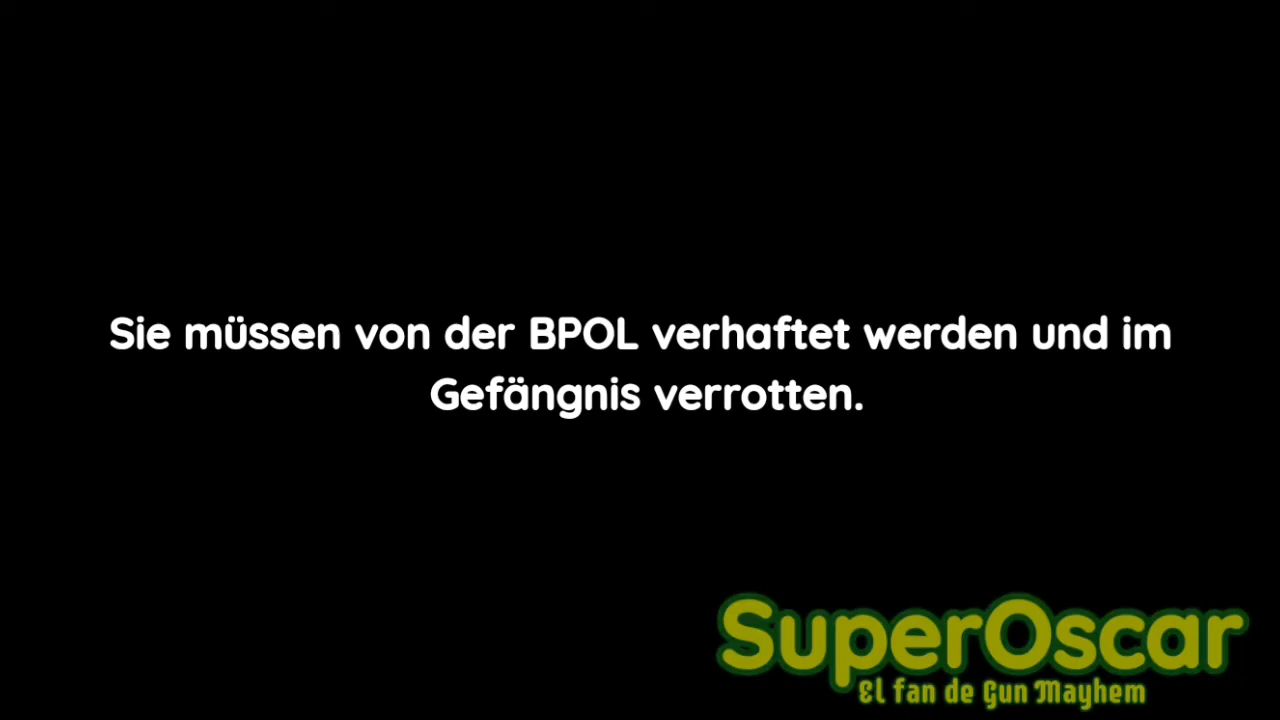 Sie müssen von der BPOL verhaftet werden und im
Gefängnis verrotten.
SuperOscar
El fan de Gun Mayhem